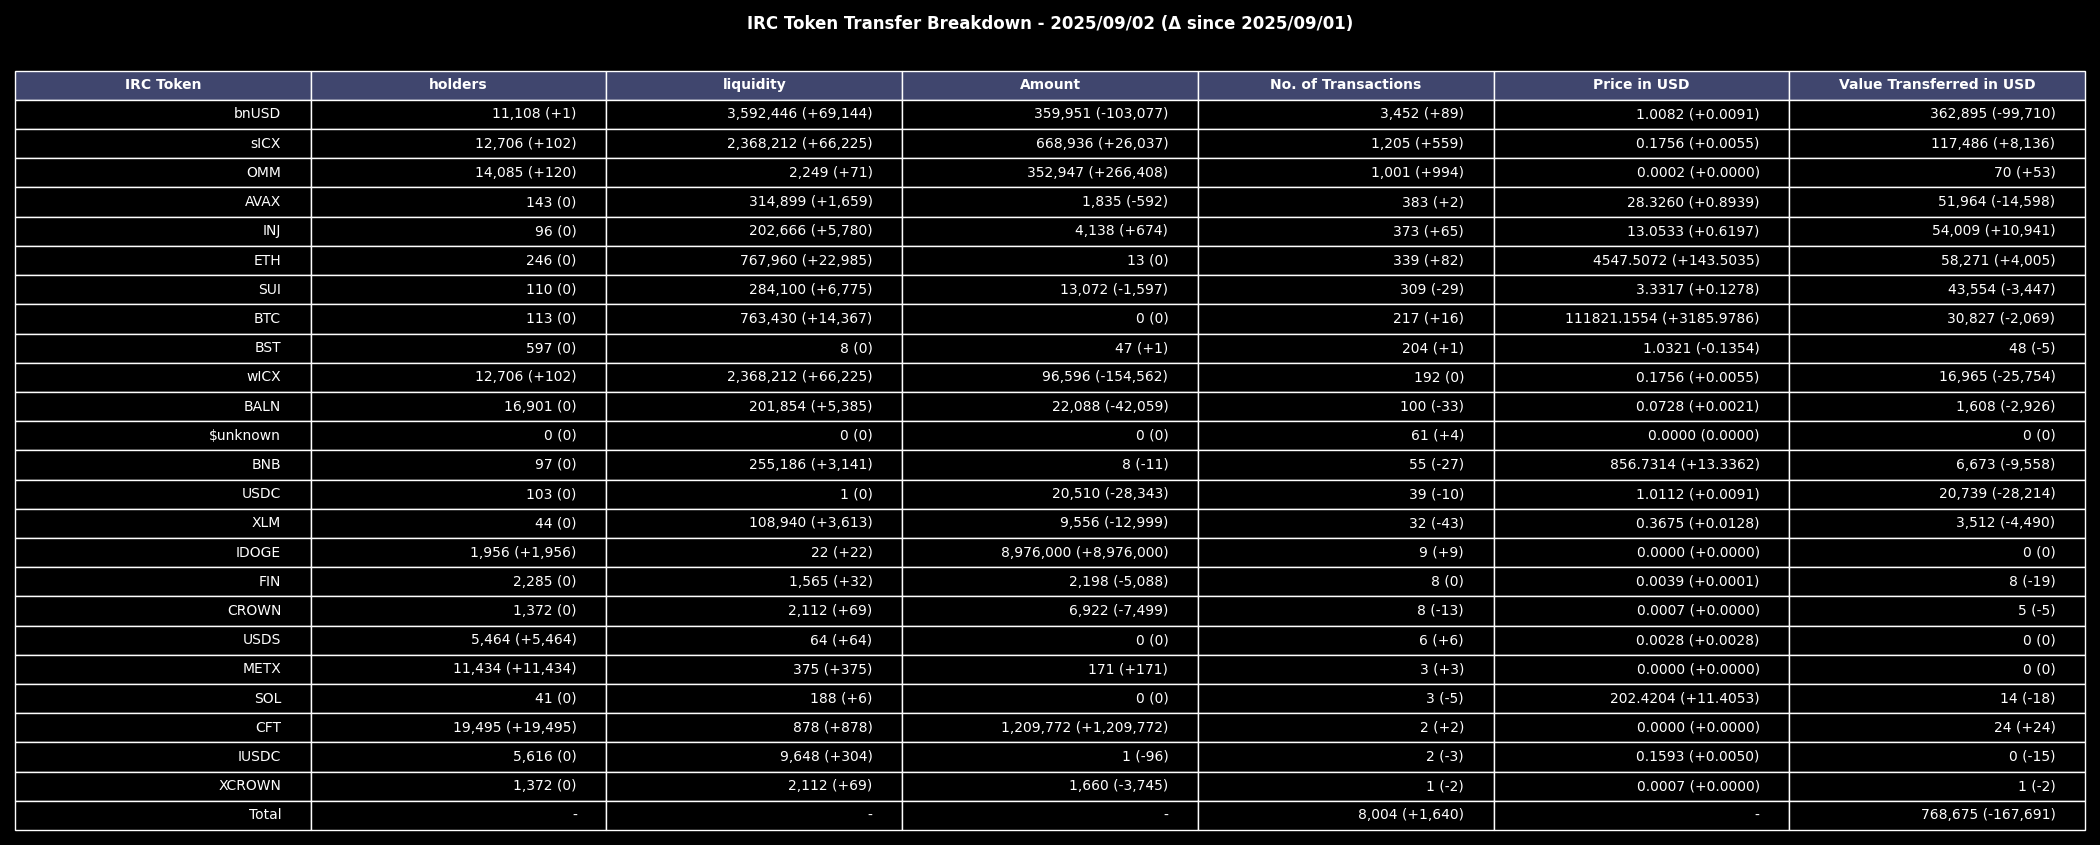 IRC Token Transfer Breakdown - 2025/09/02 (Δ since 2025/09/01)
IRC Token holders liquidity Amount No. of Transactions Price in USD Value Transferred in USD
bnUSD 11,108 (+1) 3,592,446 (+69,144) 359,951 (-103,077) 3,452 (+89) 1.0082 (+0.0091) 362,895 (-99,710)
sICX 12,706 (+102) 2,368,212 (+66,225) 668,936 (+26,037) 1,205 (+559) 0.1756 (+0.0055) 117,486 (+8,136)
OMM 14,085 (+120) 2,249 (+71) 352,947 (+266,408) 1,001 (+994) 0.0002 (+0.0000) 70 (+53)
AVAX 143 (0) 314,899 (+1,659) 1,835 (-592) 383 (+2) 28.3260 (+0.8939) 51,964 (-14,598)
INJ 96 (0) 202,666 (+5,780) 4,138 (+674) 373 (+65) 13.0533 (+0.6197) 54,009 (+10,941)
ETH 246 (0) 767,960 (+22,985) 13 (0) 339 (+82) 4547.5072 (+143.5035) 58,271 (+4,005)
SUI 110 (0) 284,100 (+6,775) 13,072 (-1,597) 309 (-29) 3.3317 (+0.1278) 43,554 (-3,447)
BTC 113 (0) 763,430 (+14,367) 0 (0) 217 (+16) 111821.1554 (+3185.9786) 30,827 (-2,069)
BST 597 (0) 8 (0) 47 (+1) 204 (+1) 1.0321 (-0.1354) 48 (-5)
wICX 12,706 (+102) 2,368,212 (+66,225) 96,596 (-154,562) 192 (0) 0.1756 (+0.0055) 16,965 (-25,754)
BALN 16,901 (0) 201,854 (+5,385) 22,088 (-42,059) 100 (-33) 0.0728 (+0.0021) 1,608 (-2,926)
$unknown 0 (0) 0 (0) 0 (0) 61 (+4) 0.0000 (0.0000) 0 (0)
BNB 97 (0) 255,186 (+3,141) 8 (-11) 55 (-27) 856.7314 (+13.3362) 6,673 (-9,558)
USDC 103 (0) 1 (0) 20,510 (-28,343) 39 (-10) 1.0112 (+0.0091) 20,739 (-28,214)
XLM 44 (0) 108,940 (+3,613) 9,556 (-12,999) 32 (-43) 0.3675 (+0.0128) 3,512 (-4,490)
IDOGE 1,956 (+1,956) 22 (+22) 8,976,000 (+8,976,000) 9 (+9) 0.0000 (+0.0000) 0 (0)
FIN 2,285 (0) 1,565 (+32) 2,198 (-5,088) 8 (0) 0.0039 (+0.0001) 8 (-19)
CROWN 1,372 (0) 2,112 (+69) 6,922 (-7,499) 8 (-13) 0.0007 (+0.0000) 5 (-5)
USDS 5,464 (+5,464) 64 (+64) 0 (0) 6 (+6) 0.0028 (+0.0028) 0 (0)
METX 11,434 (+11,434) 375 (+375) 171 (+171) 3 (+3) 0.0000 (+0.0000) 0 (0)
SOL 41 (0) 188 (+6) 0 (0) 3 (-5) 202.4204 (+11.4053) 14 (-18)
CFT 19,495 (+19,495) 878 (+878) 1,209,772 (+1,209,772) 2 (+2) 0.0000 (+0.0000) 24 (+24)
IUSDC 5,616 (0) 9,648 (+304) 1 (-96) 2 (-3) 0.1593 (+0.0050) 0 (-15)
XCROWN 1,372 (0) 2,112 (+69) 1,660 (-3,745) 1 (-2) 0.0007 (+0.0000) 1 (-2)
Total - - - 8,004 (+1,640) - 768,675 (-167,691)